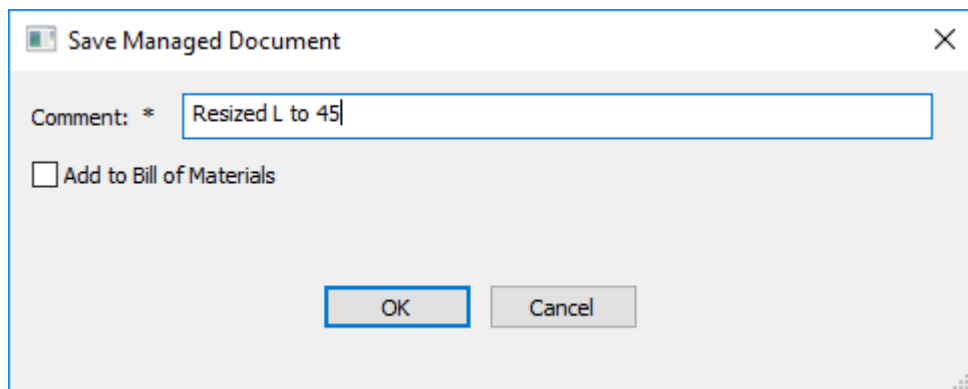 Save Managed Document
Comment: * Resized L to 45
Add to Bill of Materials
OK Cancel